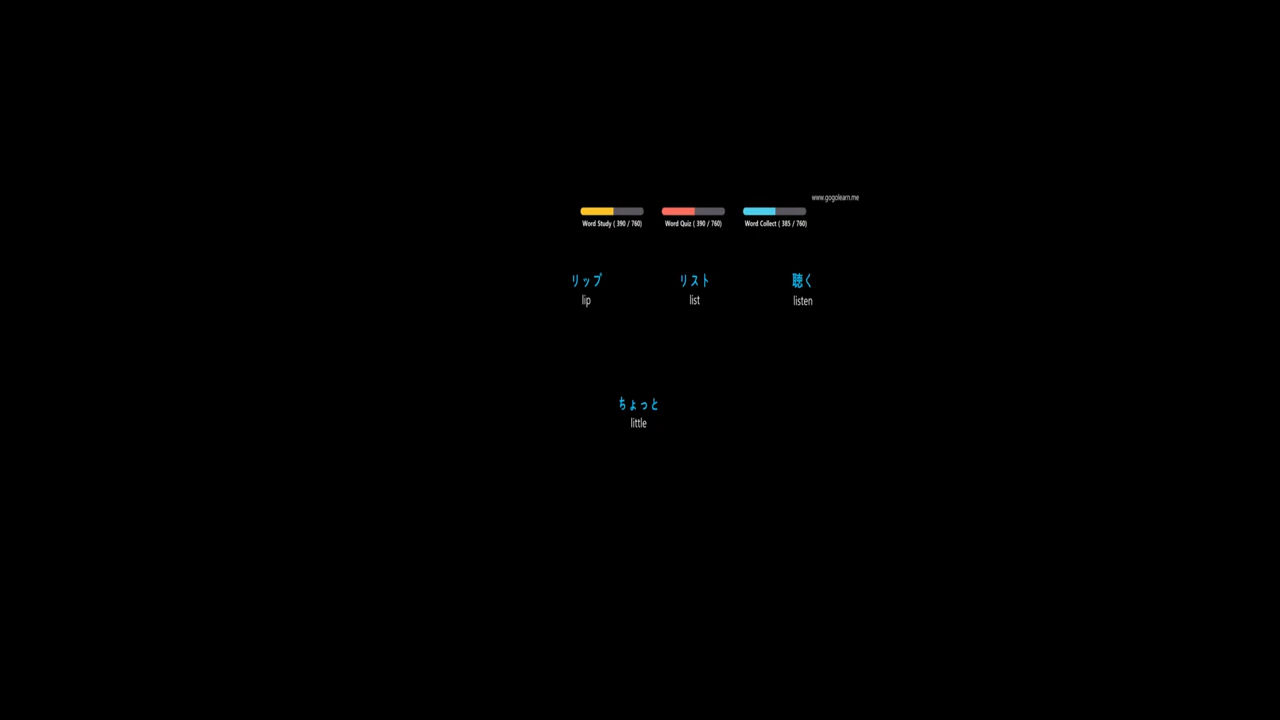 www.gogolearn.me
Word Study ( 390 / 760)
Word Quiz ( 390 / 760)
Word Collect ( 385 / 760)
リップ
リスト
聴く
lip
list
listen
ちょっと
little